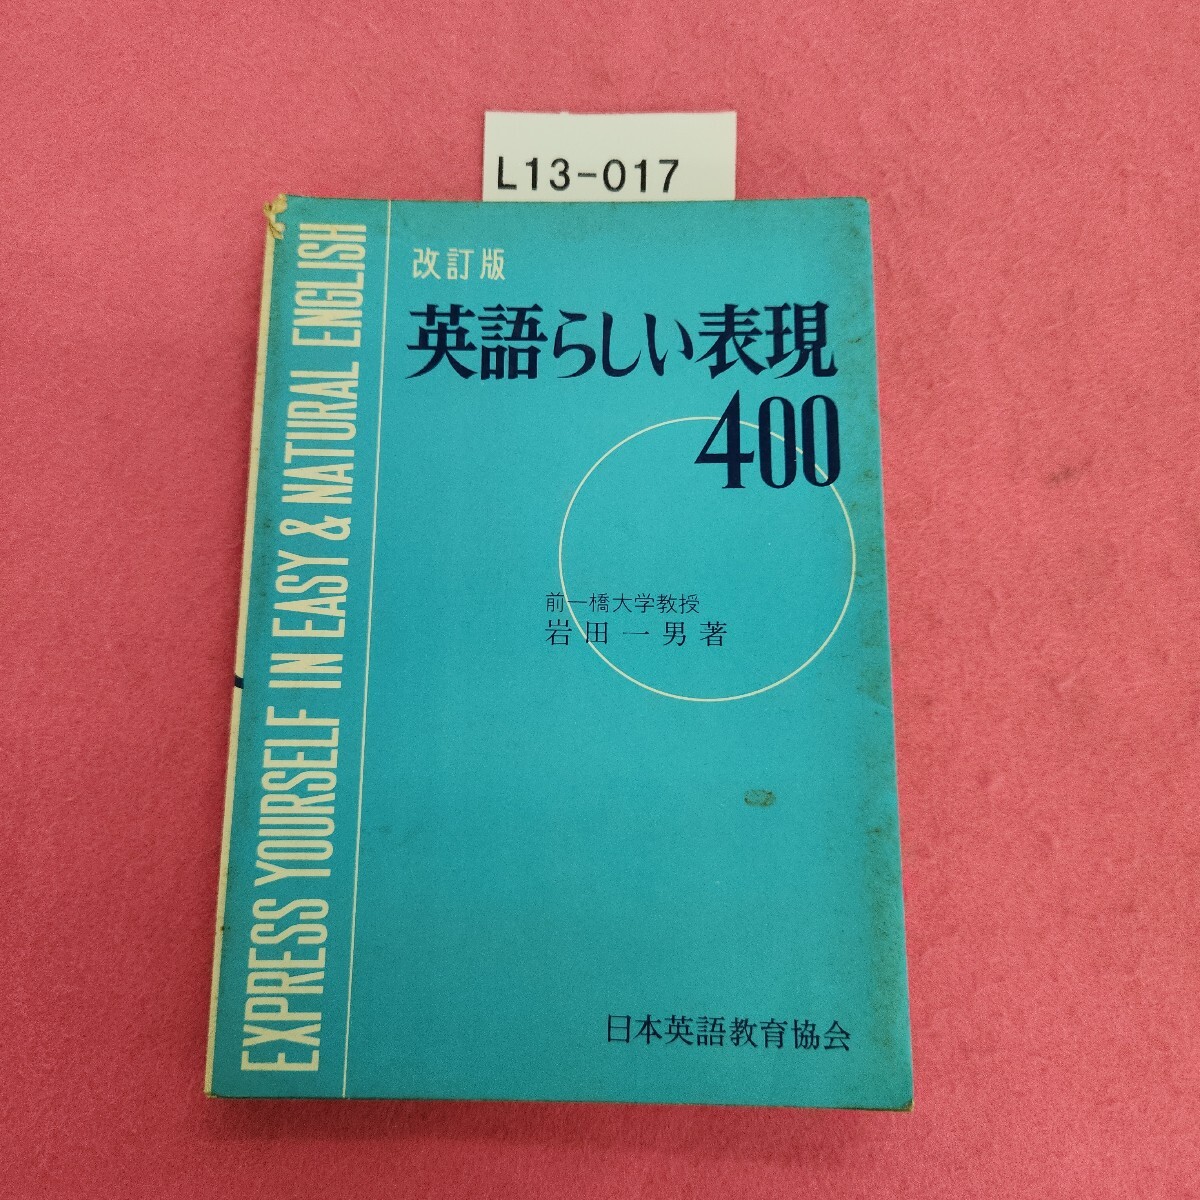 L13-017
改訂版
英語らしい表現
400
前一橋大学教授
岩田一男著
日本英語教育協会
EXPRESS YOURSELF IN EASY & NATURAL ENGLISH